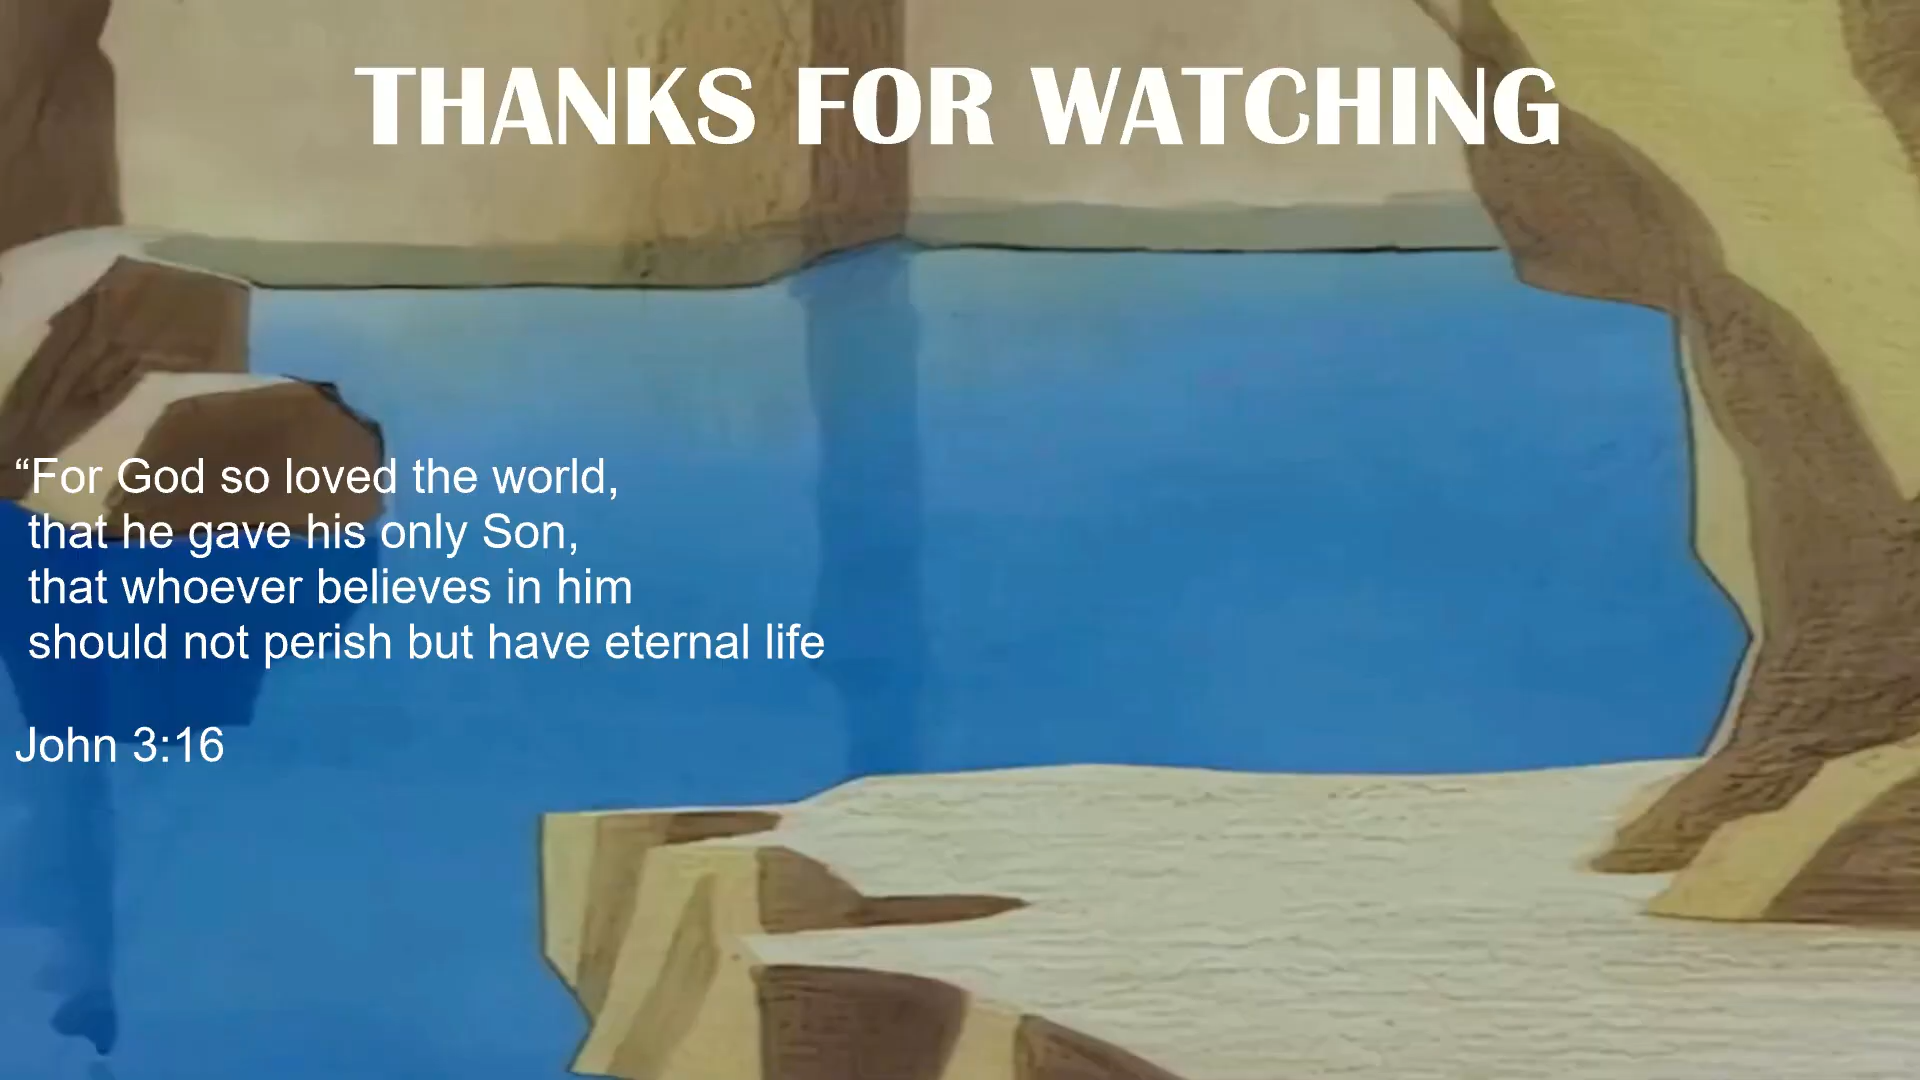 THANKS FOR WATCHING
“For God so loved the world,
that he gave his only Son,
that whoever believes in him
should not perish but have eternal life
John 3:16